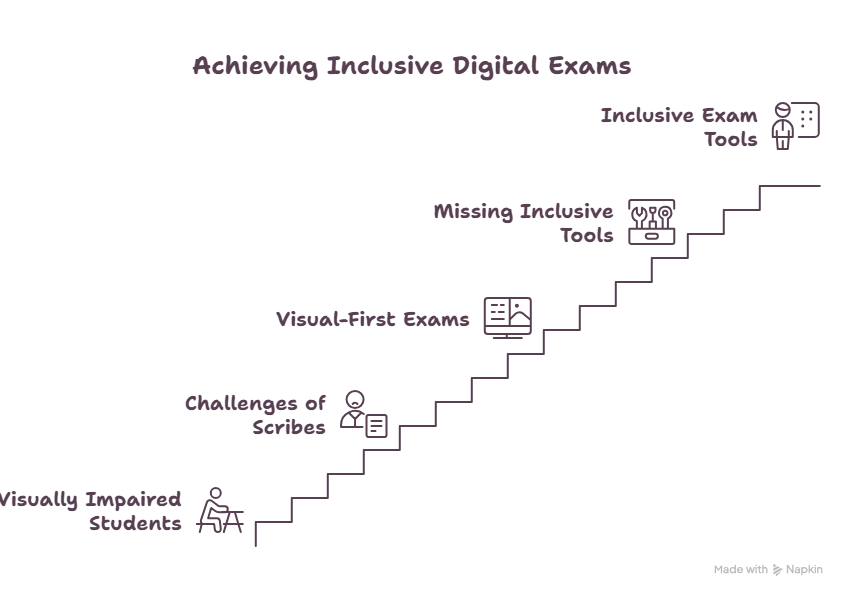 Achieving Inclusive Digital Exams
Inclusive Exam
Tools
Missing Inclusive
Tools
Visual-First Exams
Challenges of
Scribes
Visually Impaired
Students
Made with Napkin